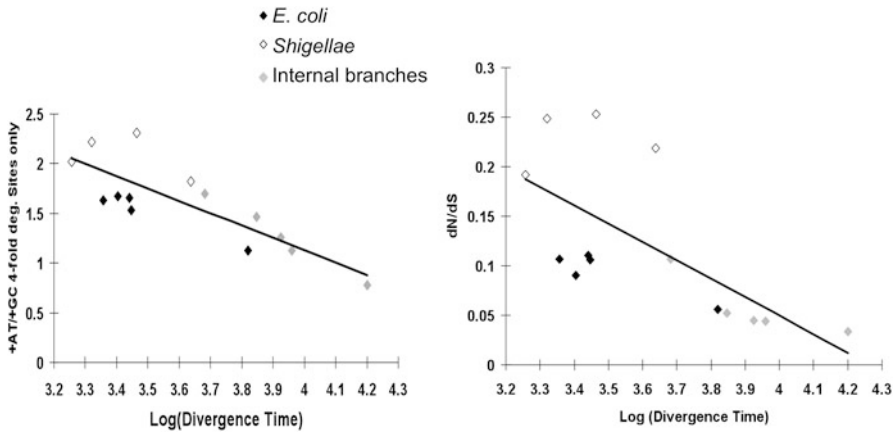 E. coli
Shigellae
Internal branches
+AT/+GC 4-fold deg. Sites only
2.5
2
1.5
1
0.5
0
3.2 3.3 3.4 3.5 3.6 3.7 3.8 3.9 4 4.1 4.2 4.3
Log(Divergence Time)
dN/dS
0.3
0.25
0.2
0.15
0.1
0.05
0
3.2 3.3 3.4 3.5 3.6 3.7 3.8 3.9 4 4.1 4.2 4.3
Log (Divergence Time)